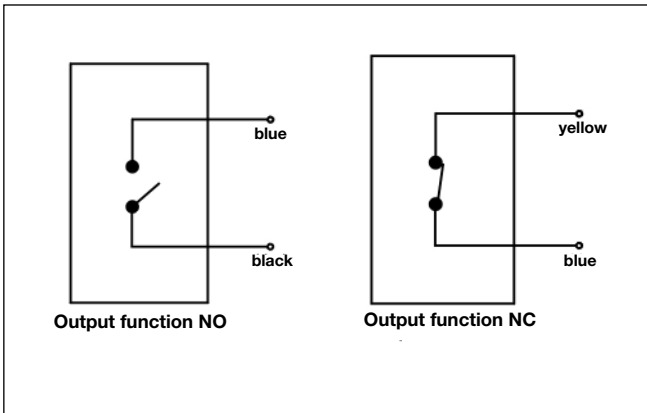 blue
black
Output function NO
yellow
blue
Output function NC